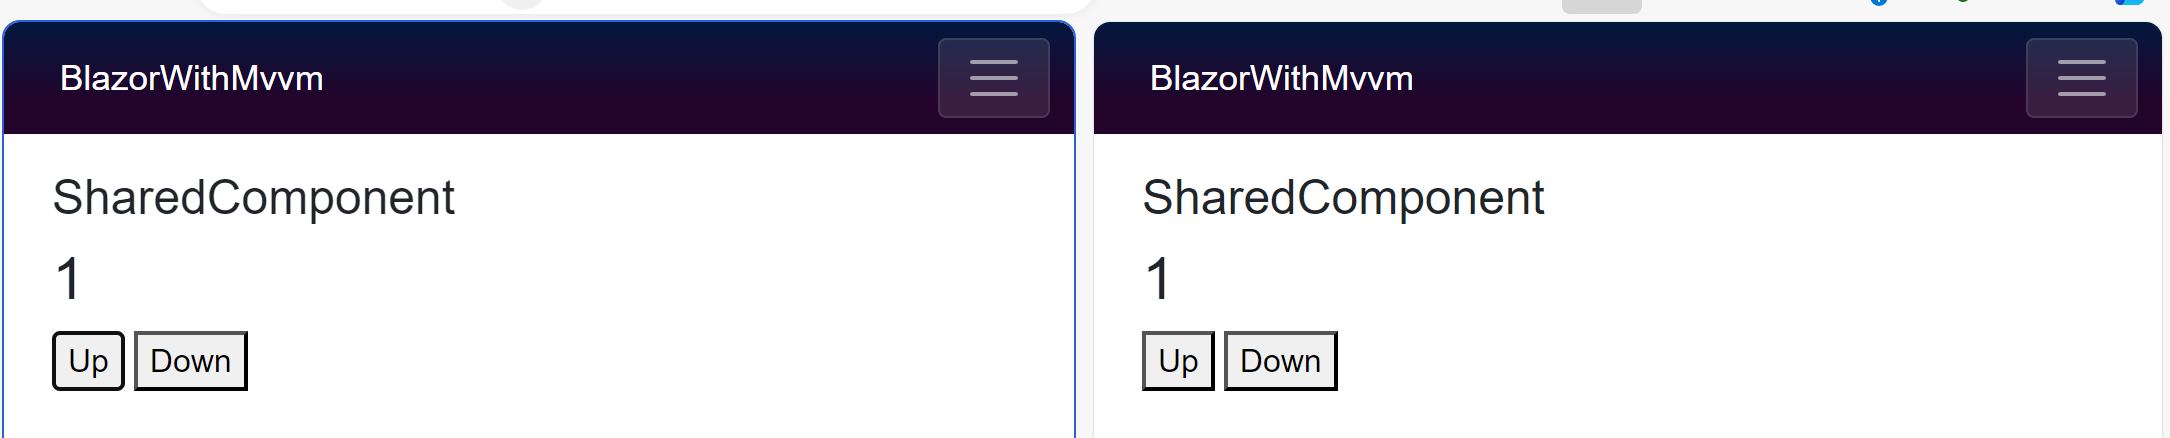 BlazorWithMvvm
SharedComponent
1
Up Down
BlazorWithMvvm
SharedComponent
1
Up Down